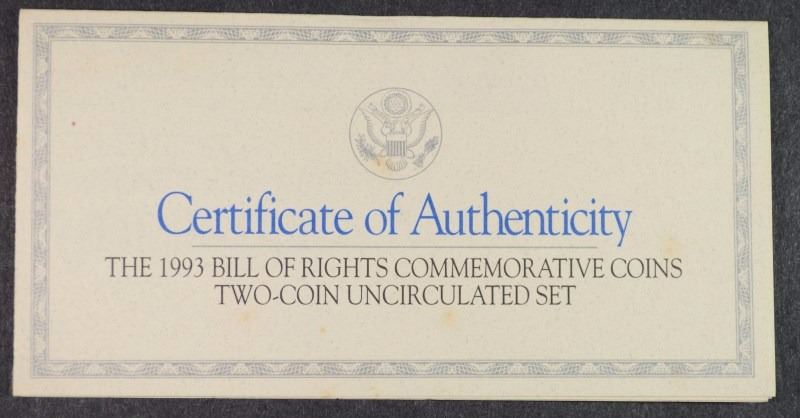 Certificate of Authenticity
THE 1993 BILL OF RIGHTS COMMEMORATIVE COINS
TWO-COIN UNCIRCULATED SET